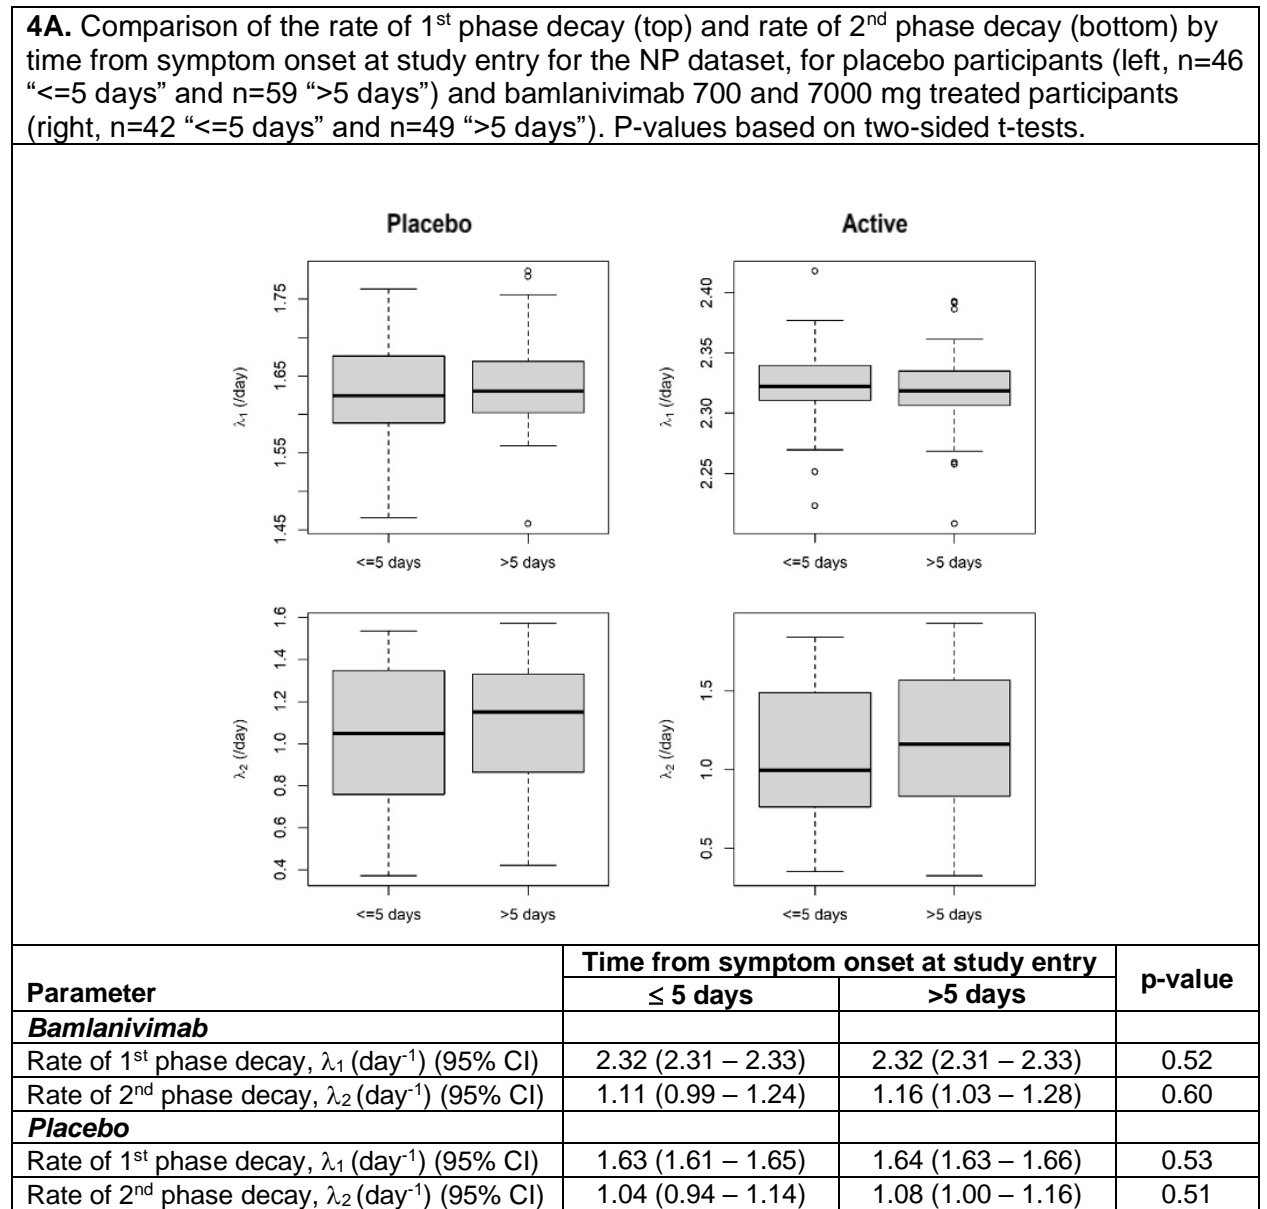 4A. Comparison of the rate of 1st phase decay (top) and rate of 2nd phase decay (bottom) by
time from symptom onset at study entry for the NP dataset, for placebo participants (left, n=46
“<=5 days” and n=59 “>5 days”) and bamlanivimab 700 and 7000 mg treated participants
(right, n=42 “<=5 days” and n=49 “>5 days”). P-values based on two-sided t-tests.
Placebo
λ1 (/day)
1.75
1.65
1.55
1.45
<=5 days >5 days
Active
λ1 (/day)
2.40
2.35
2.30
2.25
<=5 days >5 days
λ2 (/day)
1.6
1.4
1.2
1.0
0.8
0.6
0.4
<=5 days >5 days
λ2 (/day)
1.5
1.0
0.5
<=5 days >5 days
Parameter Time from symptom onset at study entry p-value
≤ 5 days >5 days
Bamlanivimab
Rate of 1st phase decay, λ1 (day-1) (95% CI) 2.32 (2.31 – 2.33) 2.32 (2.31 – 2.33) 0.52
Rate of 2nd phase decay, λ2 (day-1) (95% CI) 1.11 (0.99 – 1.24) 1.16 (1.03 – 1.28) 0.60
Placebo
Rate of 1st phase decay, λ1 (day-1) (95% CI) 1.63 (1.61 – 1.65) 1.64 (1.63 – 1.66) 0.53
Rate of 2nd phase decay, λ2 (day-1) (95% CI) 1.04 (0.94 – 1.14) 1.08 (1.00 – 1.16) 0.51